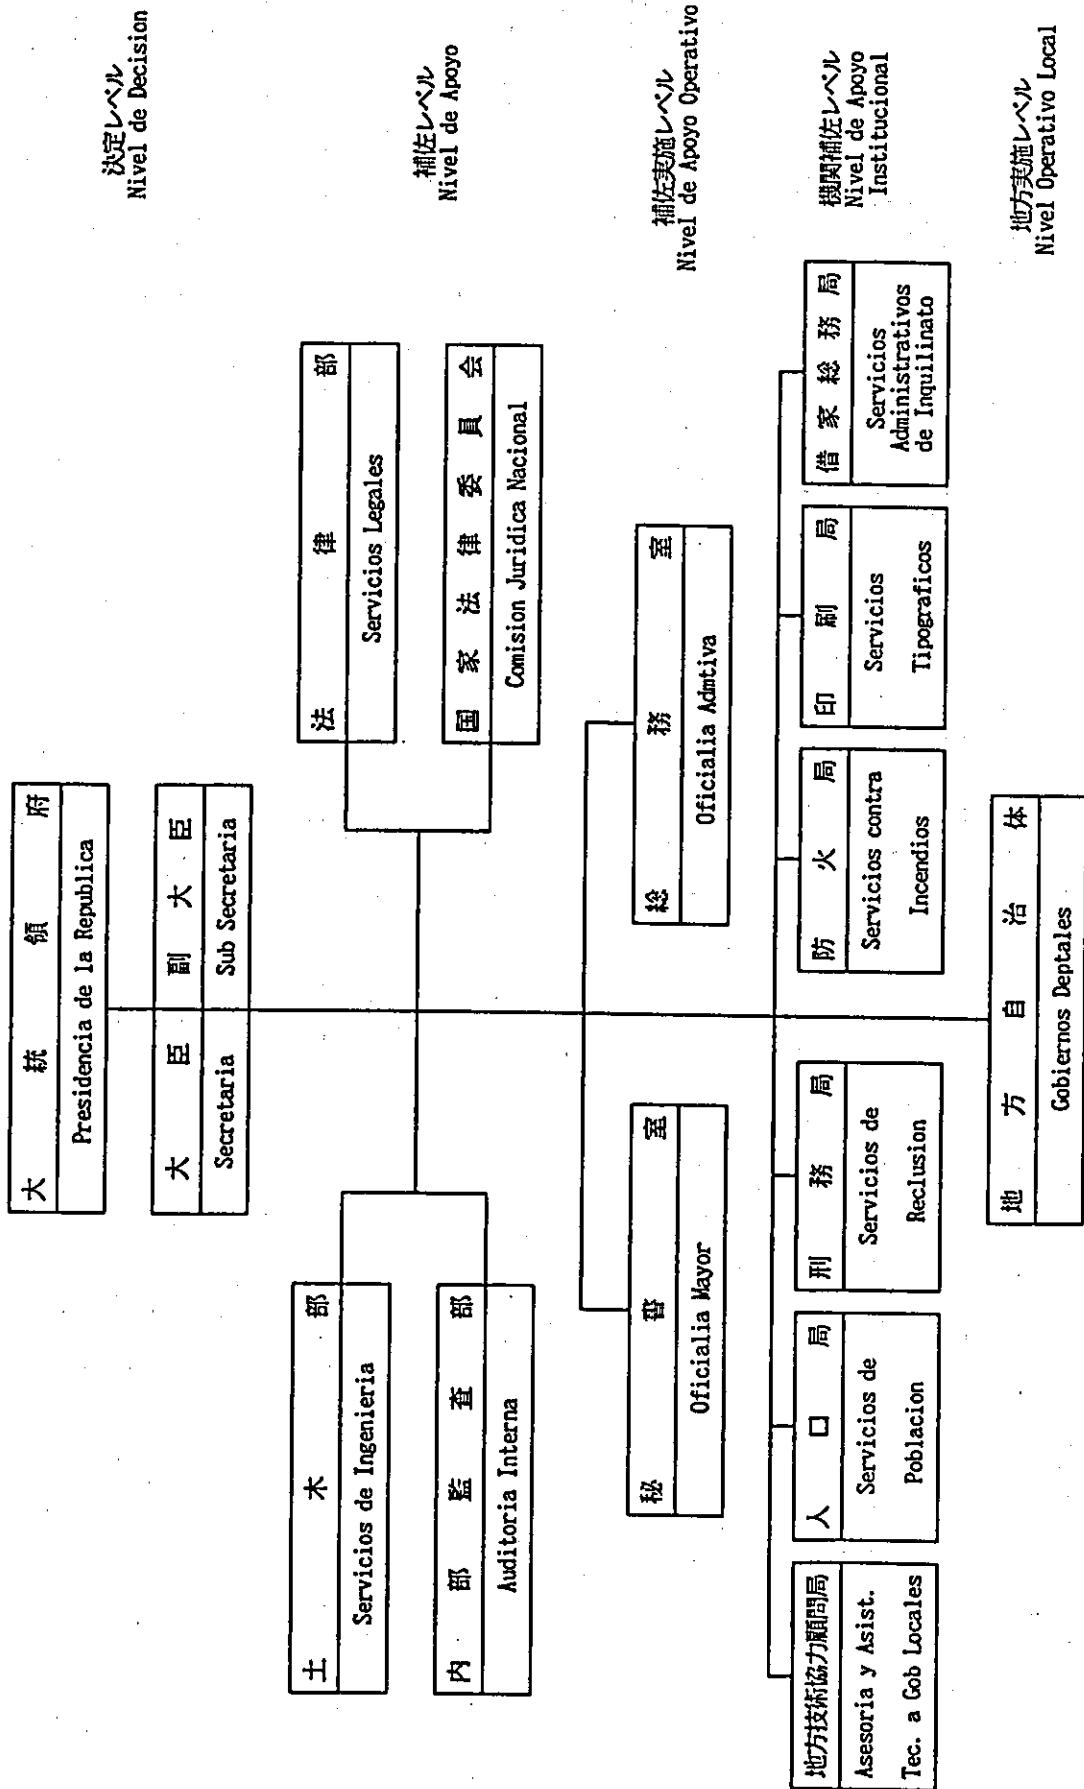 大統領府
Presidencia de la Republica
決定レベル
Nivel de Decision
大臣 副大臣
Secretaria Sub Secretaria
土木部
Servicios de Ingenieria
法律部
Servicios Legales
補佐レベル
Nivel de Apoyo
内部監査部
Auditoria Interna
国家法律委員会
Comision Juridica Nacional
秘書室
Oficialia Mayor
総務室
Oficialia Admtiva
補佐実施レベル
Nivel de Apoyo Operativo
地方技術協力顧問局
Asesoria y Asist.
Tec. a Gob Locales
人口局
Servicios de
Poblacion
刑務局
Servicios de
Reclusion
防火局
Servicios contra
Incendios
印刷局
Servicios
Tipograficos
借家総務局
Servicios
Administrativos
de Inquilinato
機関補佐レベル
Nivel de Apoyo
Institucional
地方自治体
Gobiernos Deptales
地方実施レベル
Nivel Operativo Local